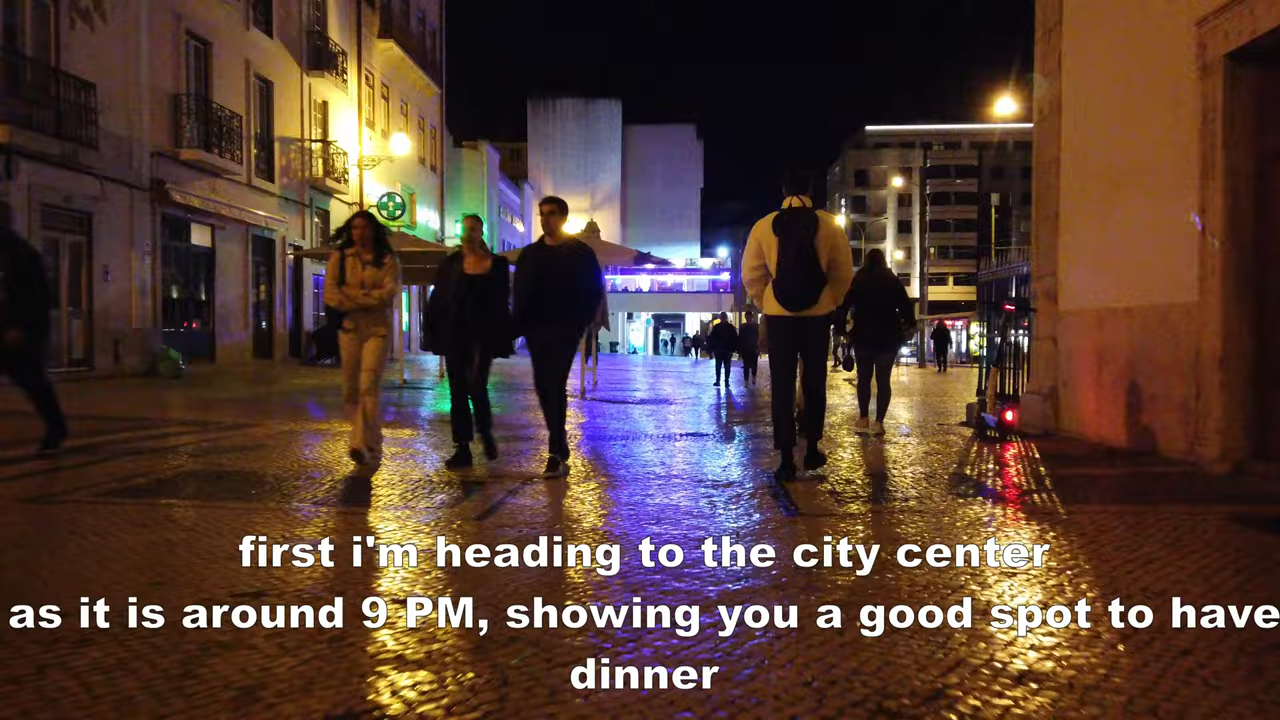 first i'm heading to the city center
as it is around 9 PM, showing you a good spot to have
dinner